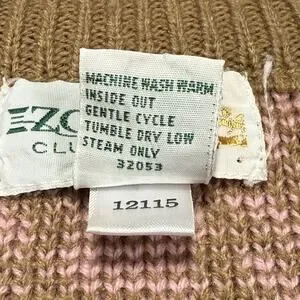 MACHINE WASH WARM
INSIDE OUT
GENTLE CYCLE
TUMBLE DRY LOW
STEAM ONLY
32053
12115